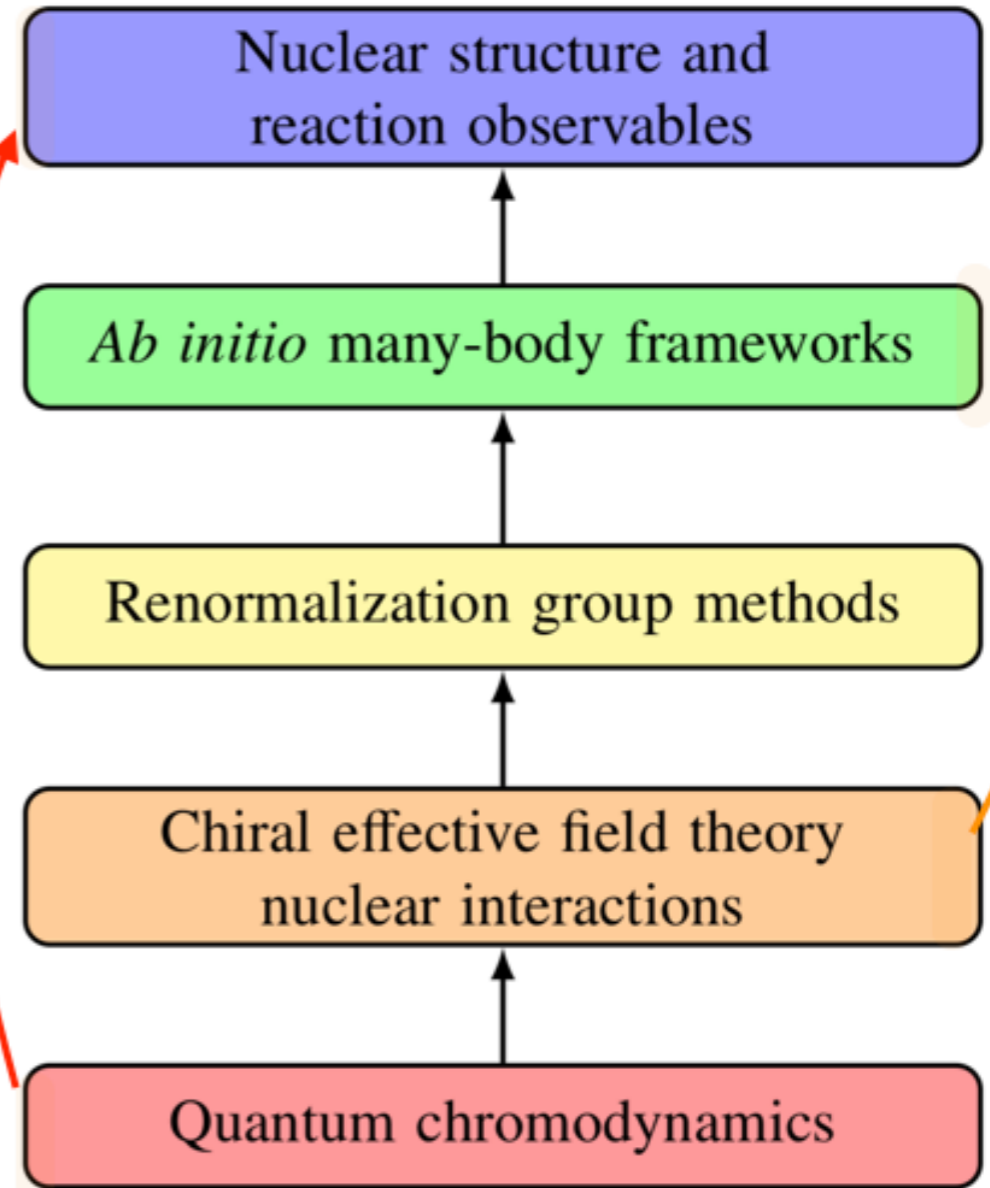 Nuclear structure and
reaction observables
Ab initio many-body frameworks
Renormalization group methods
Chiral effective field theory
nuclear interactions
Quantum chromodynamics